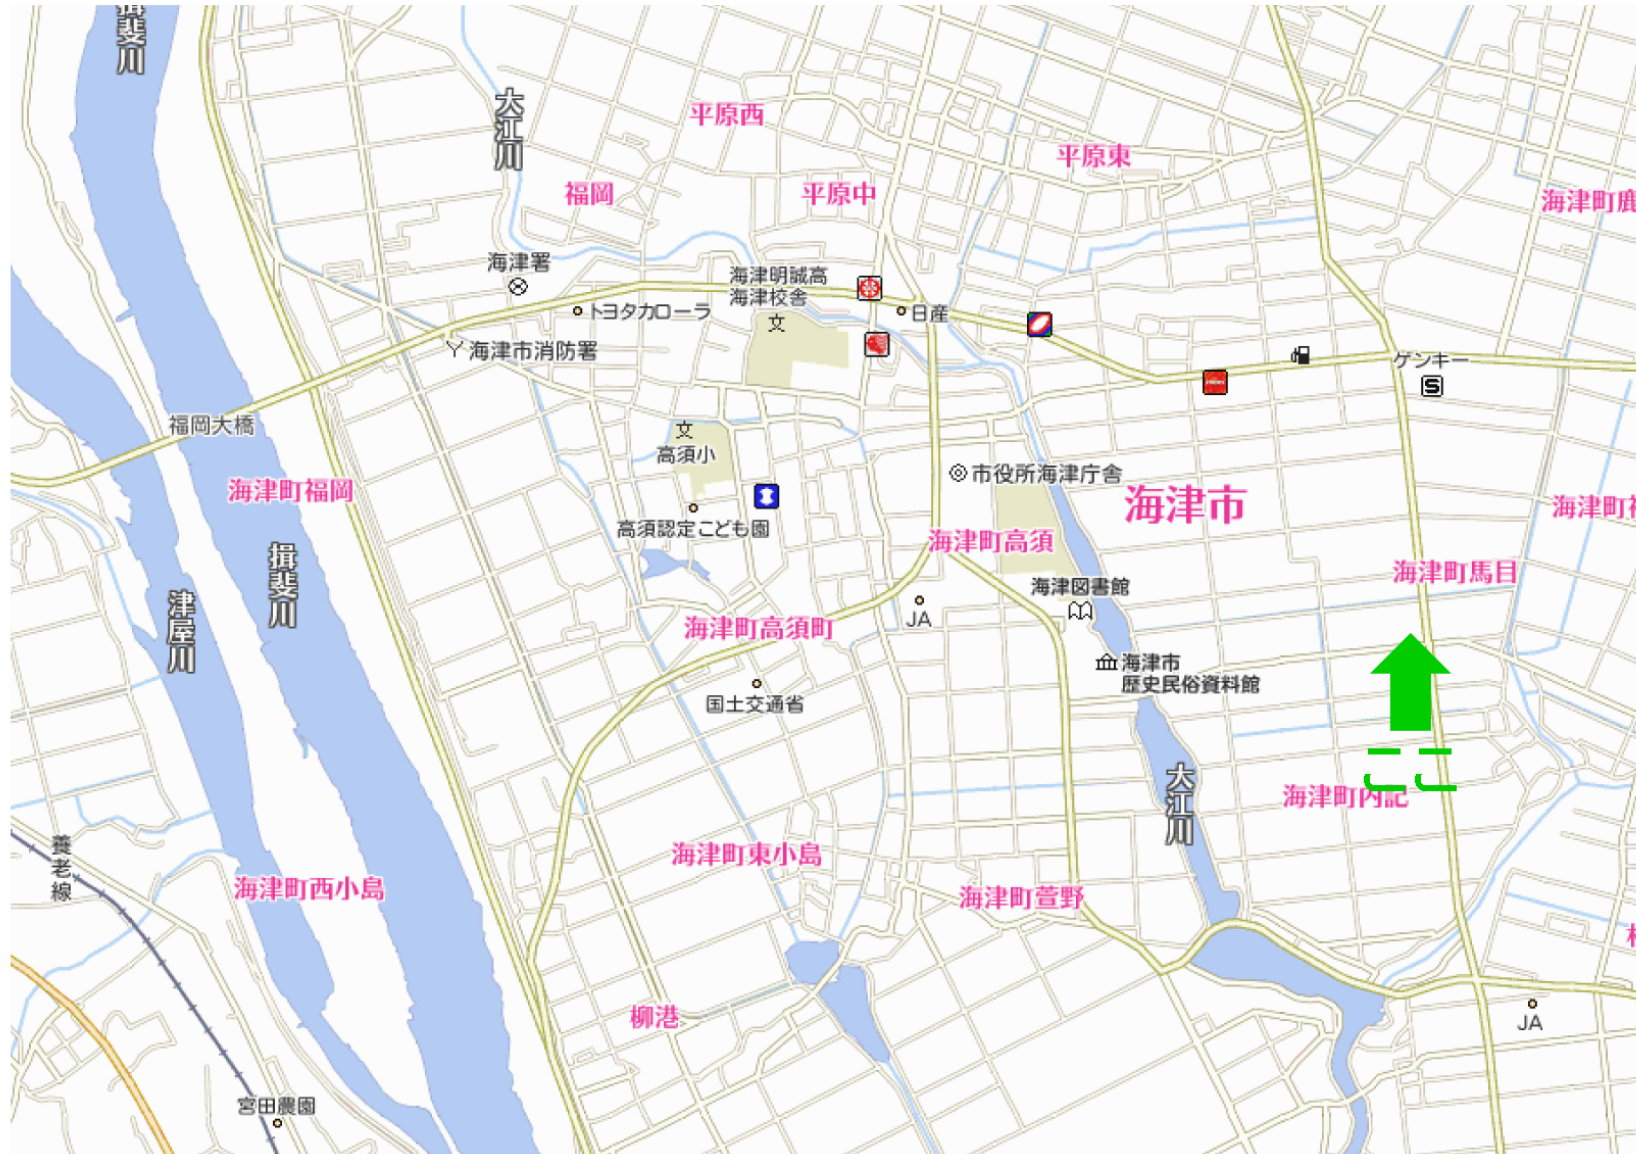 揖斐川
大江川
平原西
平原東
福岡
平原中
海津町鹿
海津署
海津明誠高
海津校舎
トヨタカローラ
日産
海津市消防署
ゲンキー
S
福岡大橋
文
文
高須小
市役所海津庁舎
海津町福岡
海津市
高須認定こども園
海津町高須
揖斐川
海津町馬目
海津図書館
津屋川
JA
海津町高須町
海津市
歴史民俗資料館
国土交通省
大江川
海津町内記
養老線
海津町東小島
海津町西小島
海津町萱野
柳港
JA
宮田農園